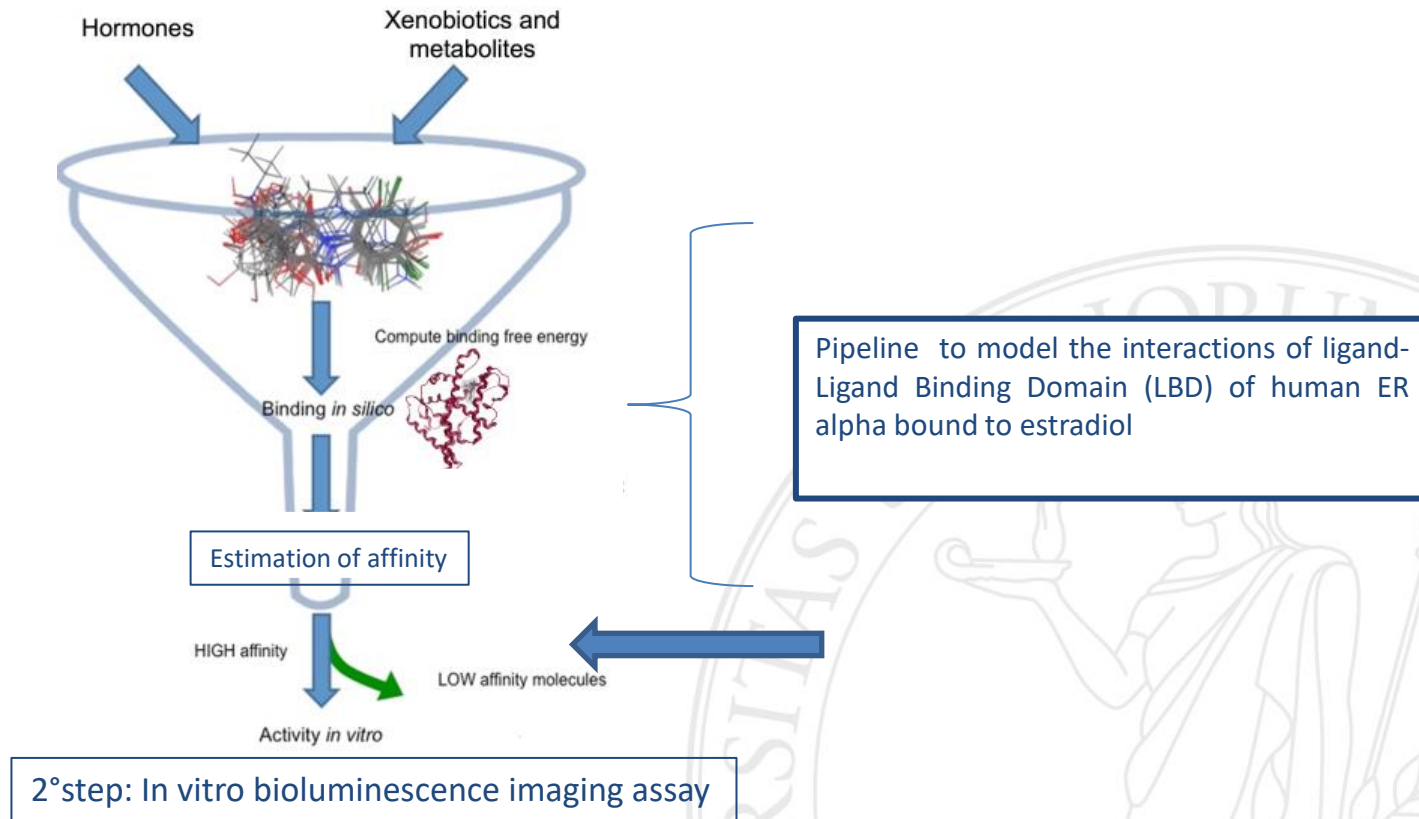 Hormones
Xenobiotics and
metabolites
Compute binding free energy
Binding in silico
Pipeline to model the interactions of ligand-
Ligand Binding Domain (LBD) of human ER
alpha bound to estradiol
Estimation of affinity
HIGH affinity
LOW affinity molecules
Activity in vitro
2°step: In vitro bioluminescence imaging assay